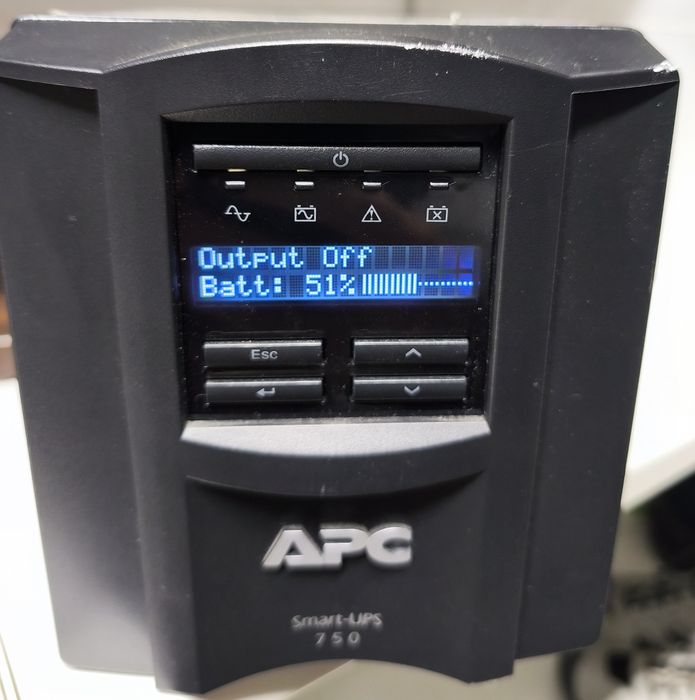 Output Off
Batt: 51%
Esc
APC
Smart-UPS
750